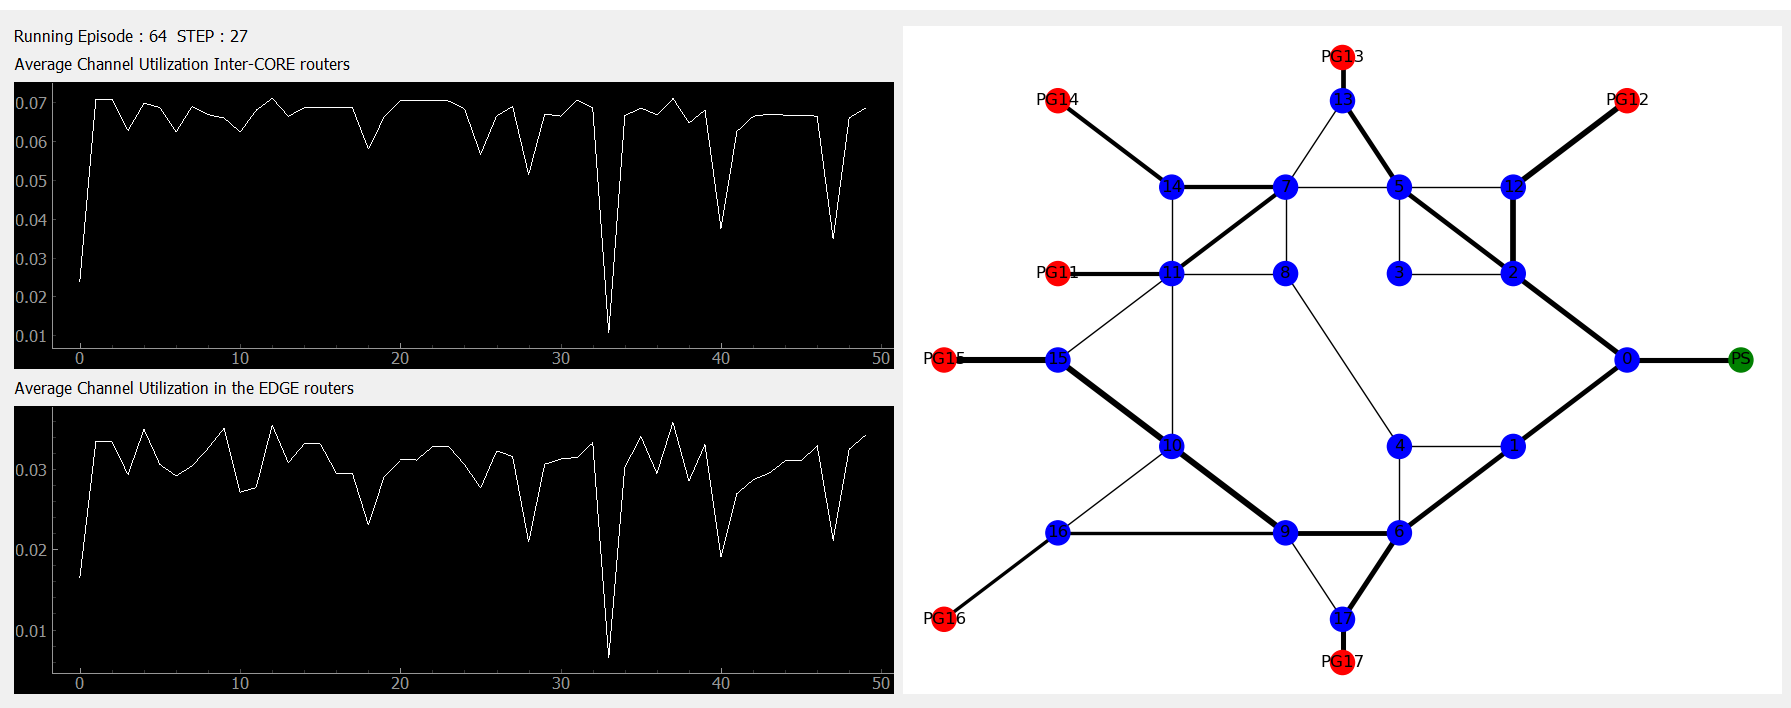 Running Episode : 64  STEP : 27
Average Channel Utilization Inter-CORE routers
0.07
0.06
0.05
0.04
0.03
0.02
0.01
0 10 20 30 40 50
Average Channel Utilization in the EDGE routers
0.03
0.02
0.01
0 10 20 30 40 50
PG13
PG14 13 PG12
14 7 5 12
PG11 11 8 3 2
PG15 15 0 PS
10 4 1
16 9 6
PG16 17
PG17